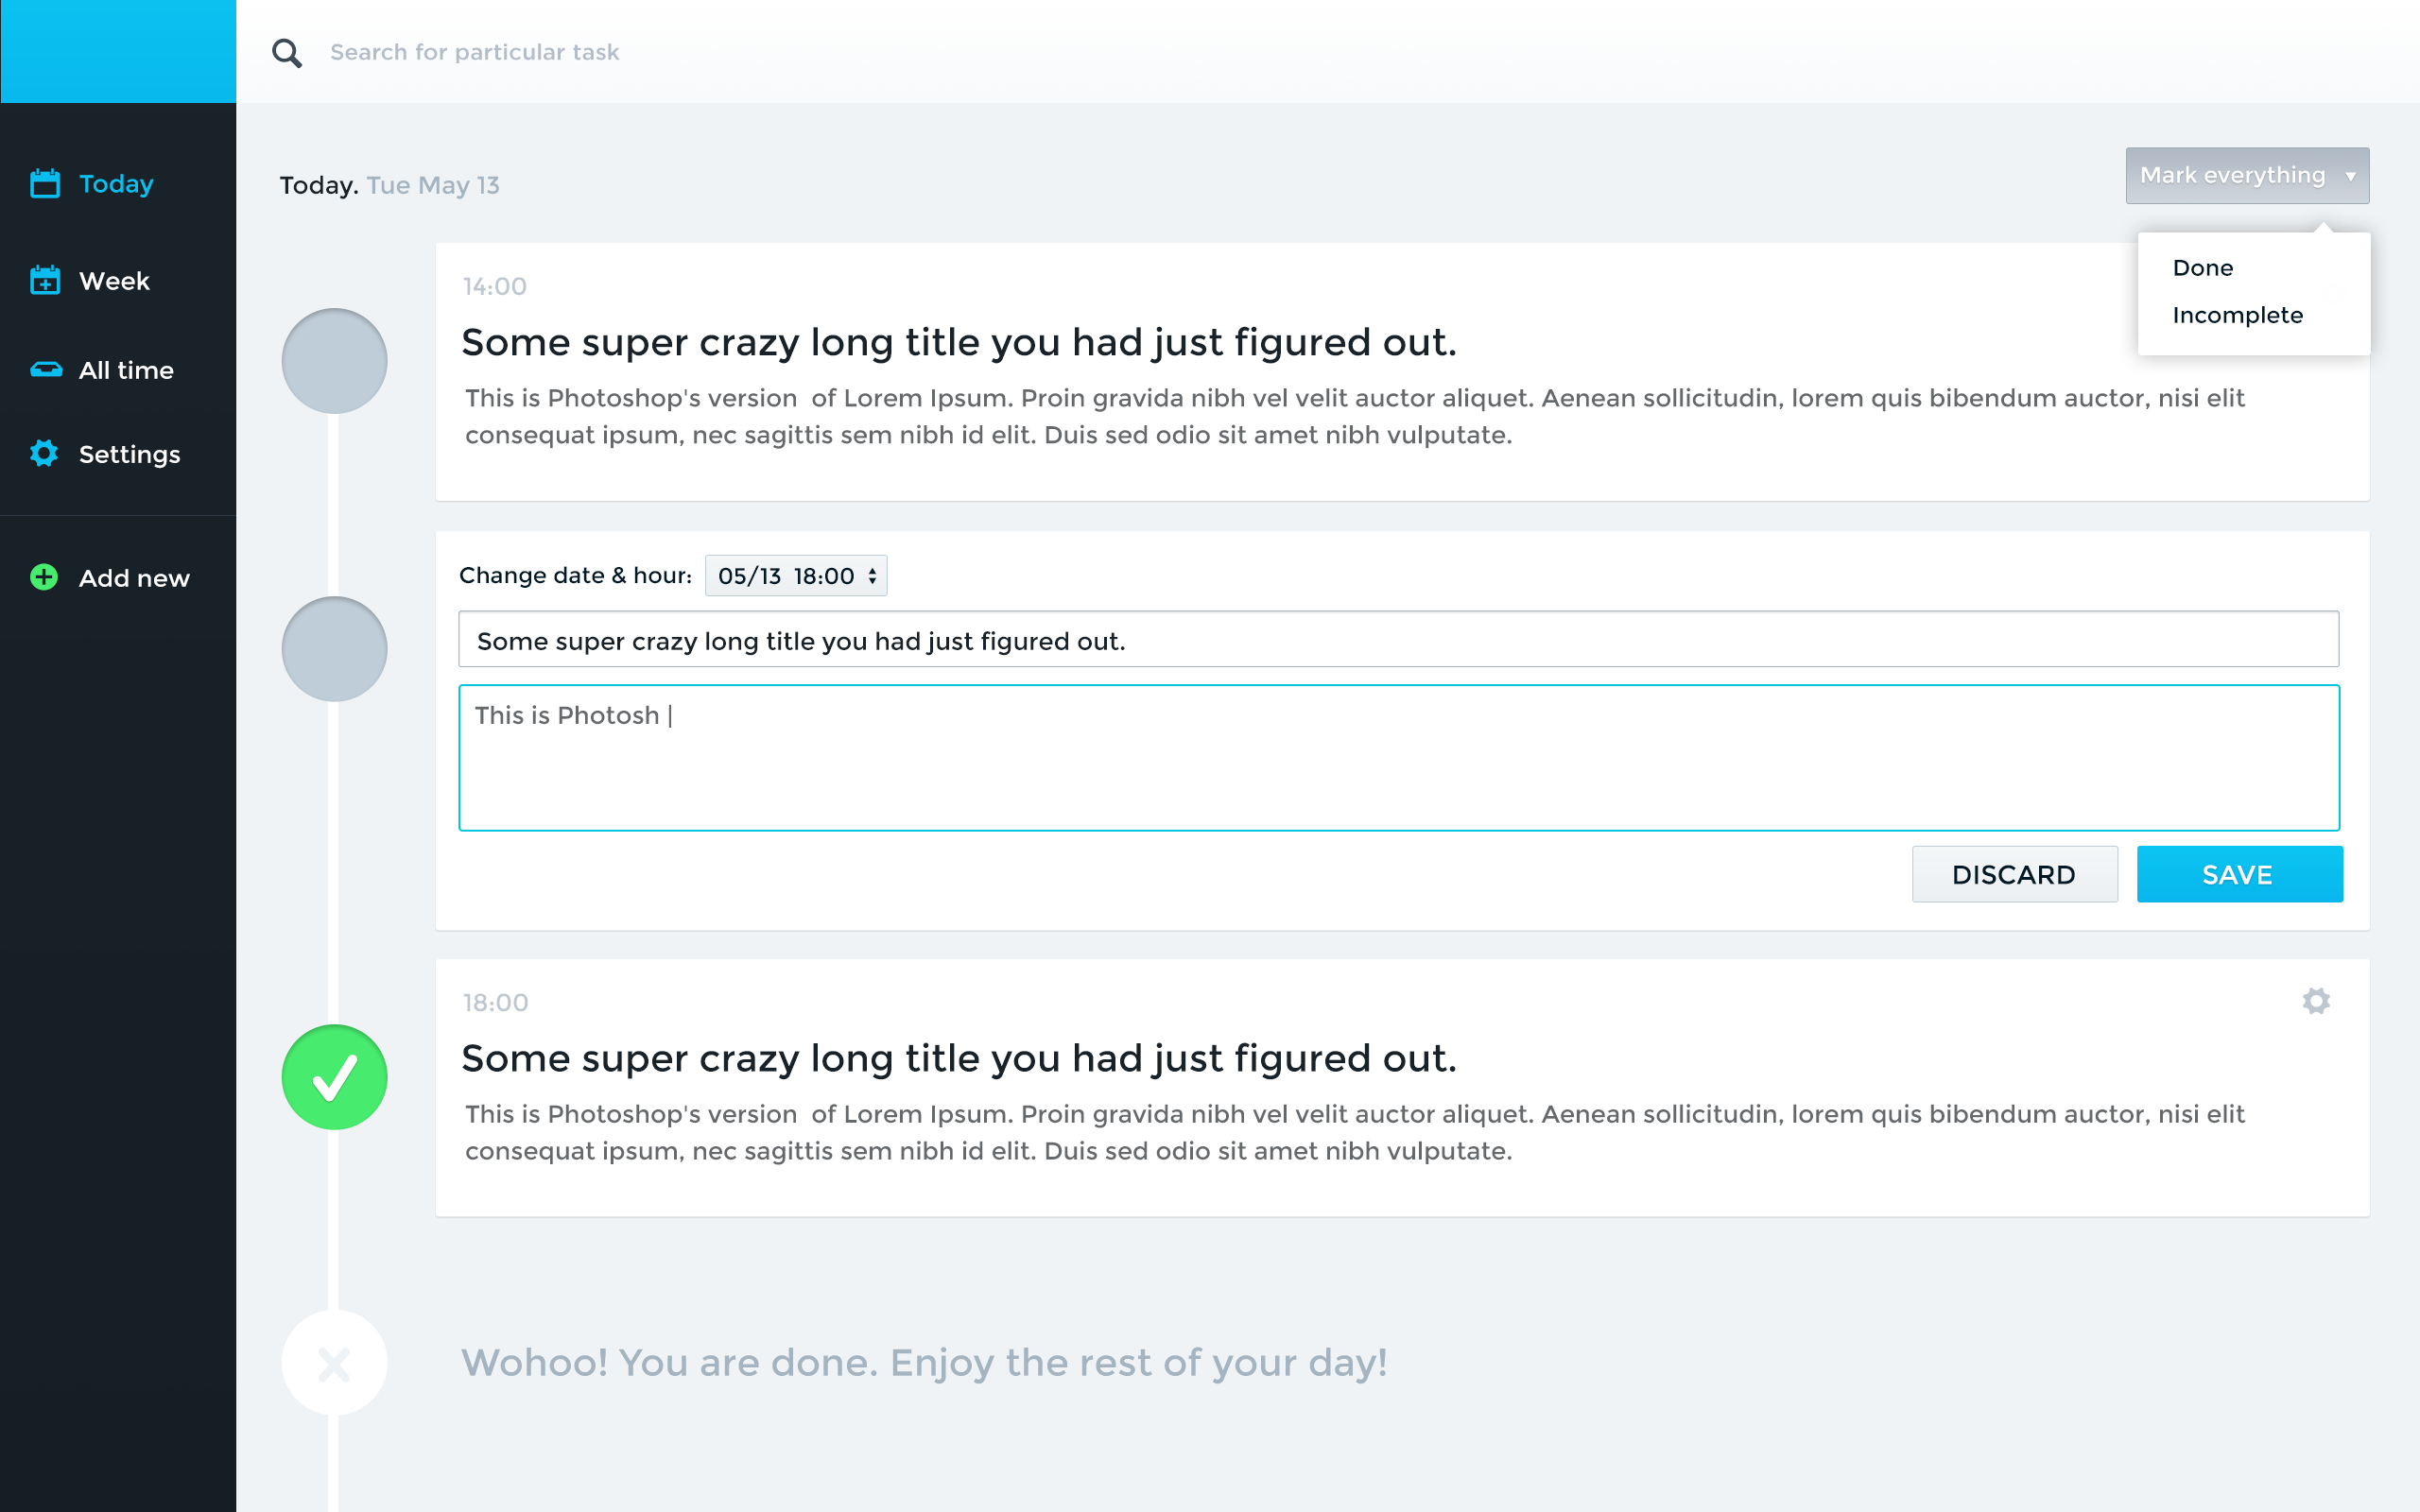 Search for particular task
Today
Week
All time
Settings
Add new
Today. Tue May 13
Mark everything
Done
Incomplete
14:00
Some super crazy long title you had just figured out.
This is Photoshop's version  of Lorem Ipsum. Proin gravida nibh vel velit auctor aliquet. Aenean sollicitudin, lorem quis bibendum auctor, nisi elit
consequat ipsum, nec sagittis sem nibh id elit. Duis sed odio sit amet nibh vulputate.
Change date & hour: 05/13  18:00
Some super crazy long title you had just figured out.
This is Photosh |
DISCARD
SAVE
18:00
Some super crazy long title you had just figured out.
This is Photoshop's version  of Lorem Ipsum. Proin gravida nibh vel velit auctor aliquet. Aenean sollicitudin, lorem quis bibendum auctor, nisi elit
consequat ipsum, nec sagittis sem nibh id elit. Duis sed odio sit amet nibh vulputate.
Wohoo! You are done. Enjoy the rest of your day!